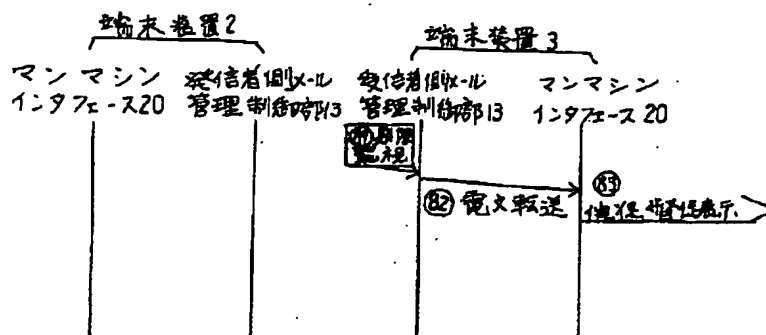 端末装置2
端末装置3
マンマシン
インタフェース20
発信者側メール
管理制御部13
受信者側メール
管理制御部13
マンマシン
インタフェース20
期限
監視
82 電文転送
83
督促表示